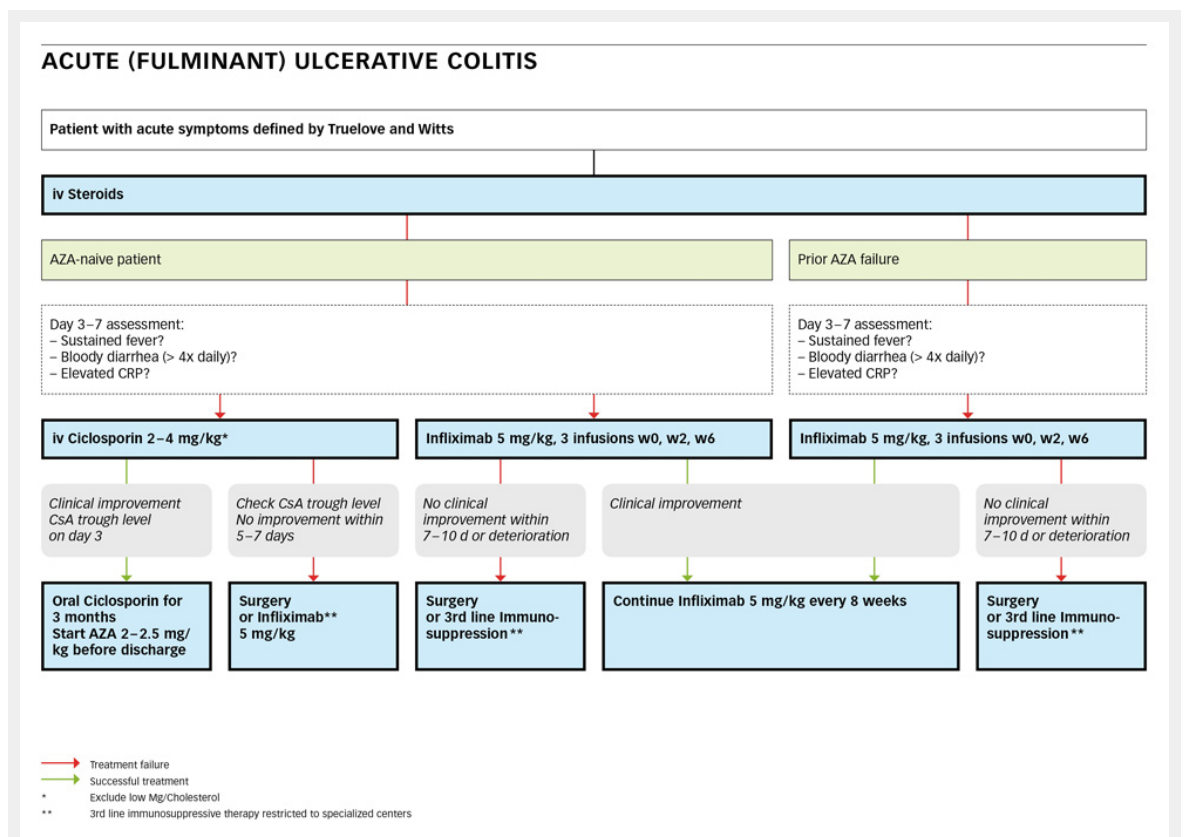 ACUTE (FULMINANT) ULCERATIVE COLITIS
Patient with acute symptoms defined by Truelove and Witts
iv Steroids
AZA-naive patient
Prior AZA failure
Day 3–7 assessment:
– Sustained fever?
– Bloody diarrhea (> 4x daily)?
– Elevated CRP?
Day 3–7 assessment:
– Sustained fever?
– Bloody diarrhea (> 4x daily)?
– Elevated CRP?
iv Ciclosporin 2–4 mg/kg*
Infliximab 5 mg/kg, 3 infusions w0, w2, w6
Infliximab 5 mg/kg, 3 infusions w0, w2, w6
Clinical improvement
CsA trough level
on day 3
Check CsA trough level
No improvement within
5–7 days
No clinical
improvement within
7–10 d or deterioration
Clinical improvement
No clinical
improvement within
7–10 d or deterioration
Oral Ciclosporin for
3 months
Start AZA 2–2.5 mg/
kg before discharge
Surgery
or Infliximab**
5 mg/kg
Surgery
or 3rd line Immuno-
suppression**
Continue Infliximab 5 mg/kg every 8 weeks
Surgery
or 3rd line Immuno-
suppression**
Treatment failure
Successful treatment
* Exclude low Mg/Cholesterol
** 3rd line immunosuppressive therapy restricted to specialized centers